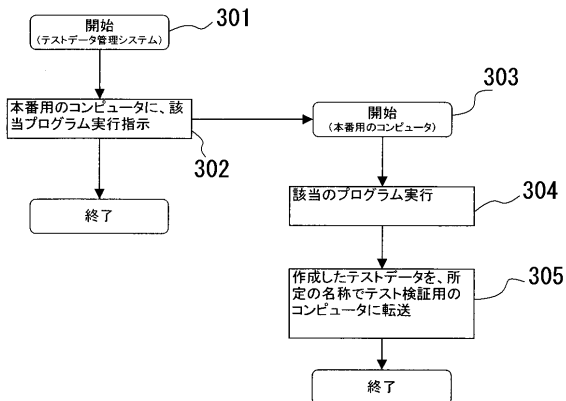 開始
(テストデータ管理システム)
301
本番用のコンピュータに、該
当プログラム実行指示
302
終了
303
開始
(本番用のコンピュータ)
該当のプログラム実行
304
作成したテストデータを、所
定の名称でテスト検証用の
コンピュータに転送
305
終了